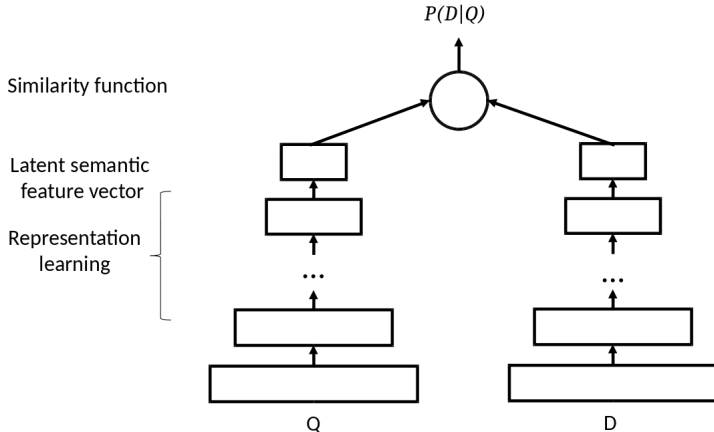 P(D|Q)
Similarity function
Latent semantic
feature vector
Representation
learning
...
...
Q
D